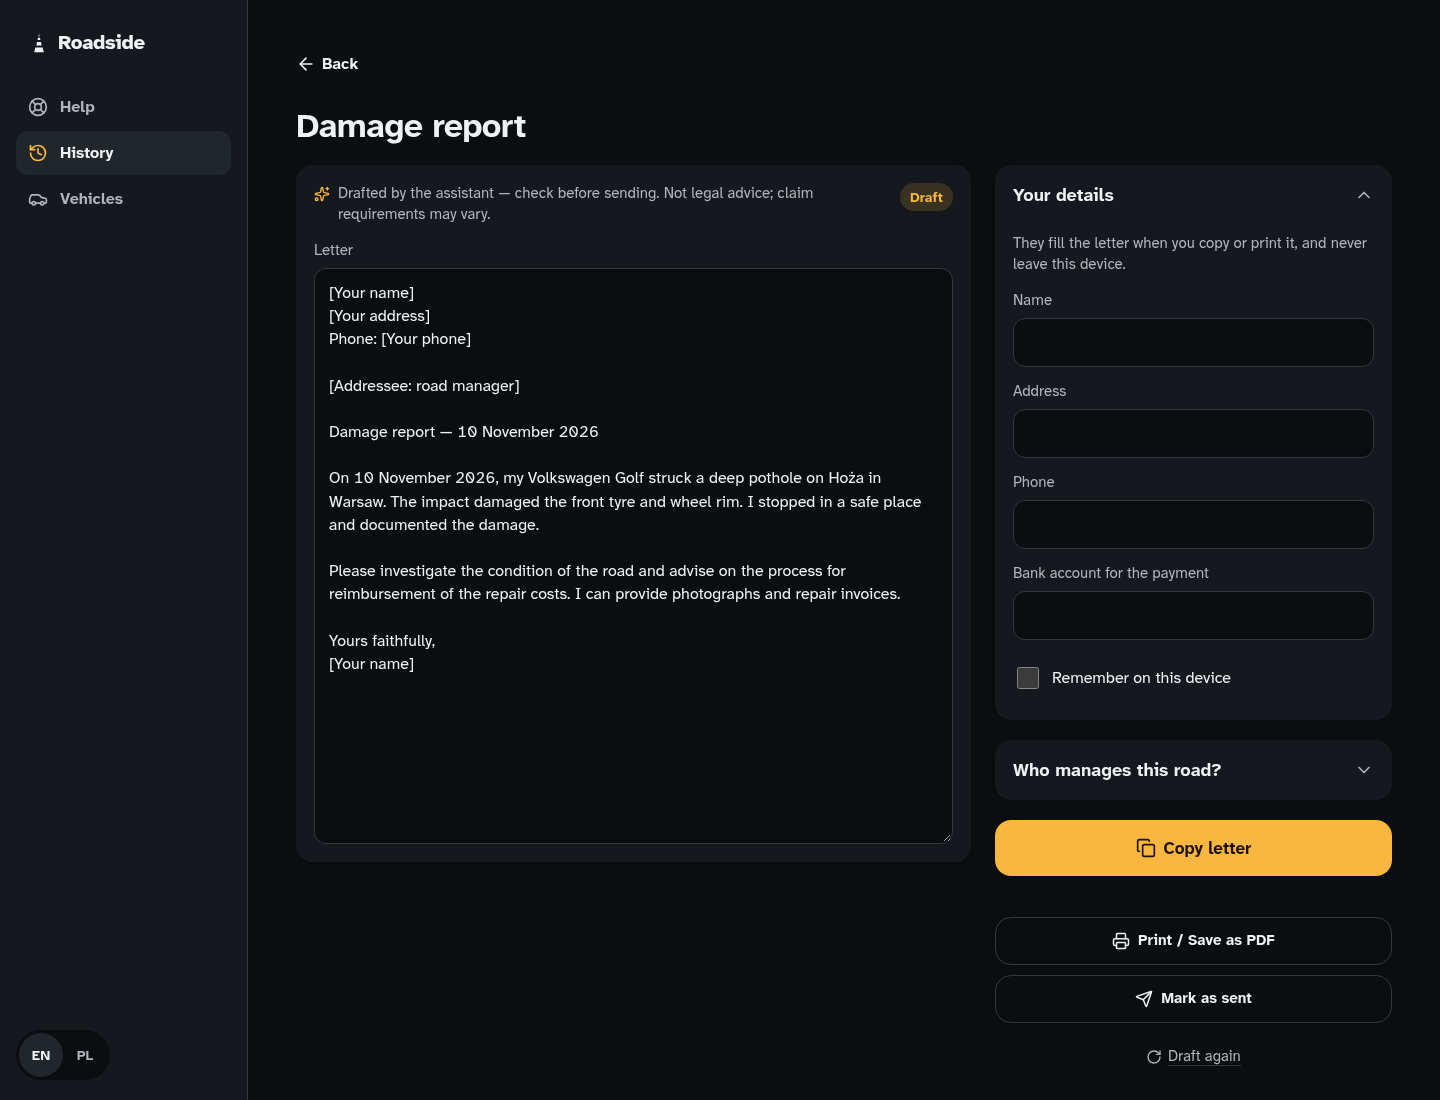 Roadside
Help
History
Vehicles
EN
PL
Back
Damage report
Drafted by the assistant — check before sending. Not legal advice; claim
requirements may vary.
Draft
Letter
[Your name]
[Your address]
Phone: [Your phone]
[Addressee: road manager]
Damage report — 10 November 2026
On 10 November 2026, my Volkswagen Golf struck a deep pothole on Hoża in
Warsaw. The impact damaged the front tyre and wheel rim. I stopped in a safe place
and documented the damage.
Please investigate the condition of the road and advise on the process for
reimbursement of the repair costs. I can provide photographs and repair invoices.
Yours faithfully,
[Your name]
Your details
They fill the letter when you copy or print it, and never
leave this device.
Name
Address
Phone
Bank account for the payment
Remember on this device
Who manages this road?
Copy letter
Print / Save as PDF
Mark as sent
Draft again